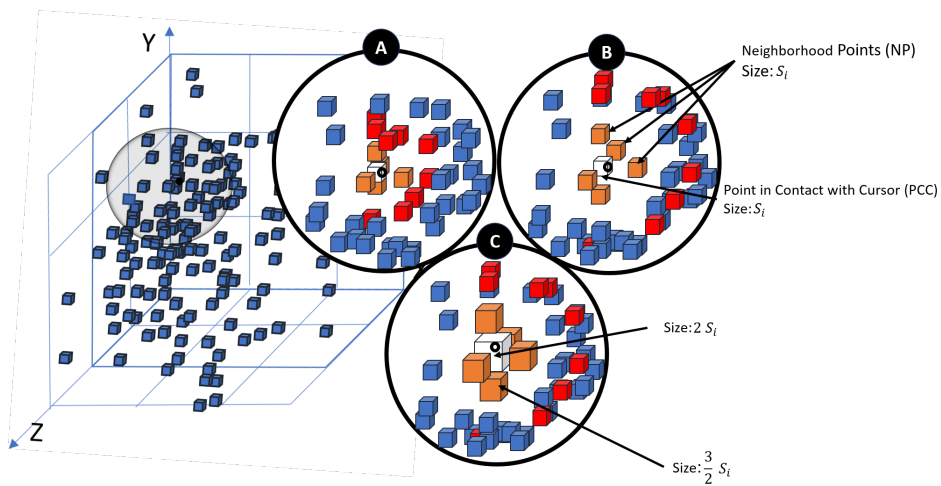 Y
A
B
Neighborhood Points (NP)
Size: Sᵢ
Point in Contact with Cursor (PCC)
Size: Sᵢ
C
Size: 2 Sᵢ
Z
Size: 3/2 Sᵢ